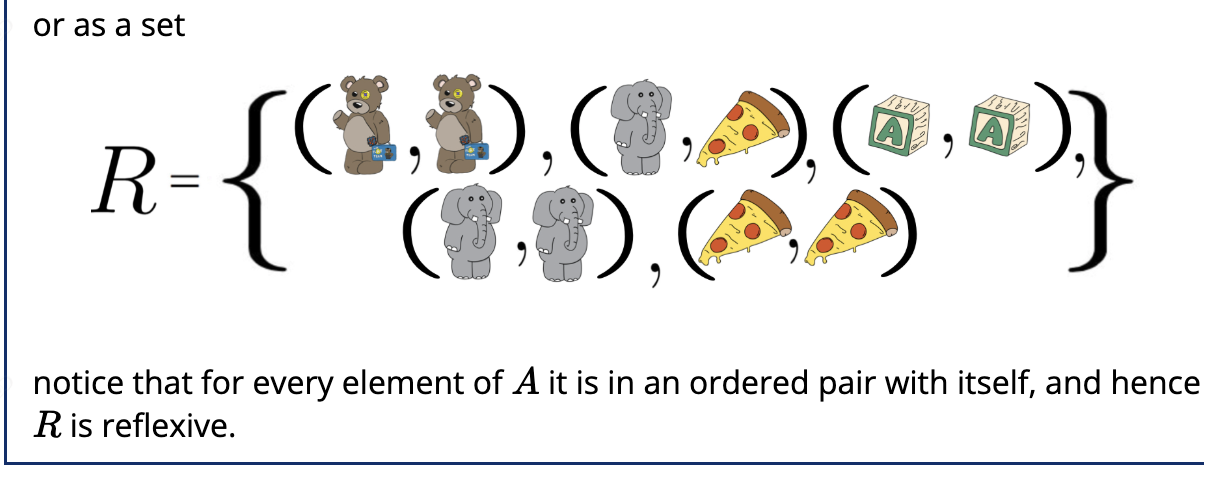 or as a set
R = { ( , ) , ( , ) , ( A , A ) , ( , ) , ( , ) }
notice that for every element of A it is in an ordered pair with itself, and hence
R is reflexive.